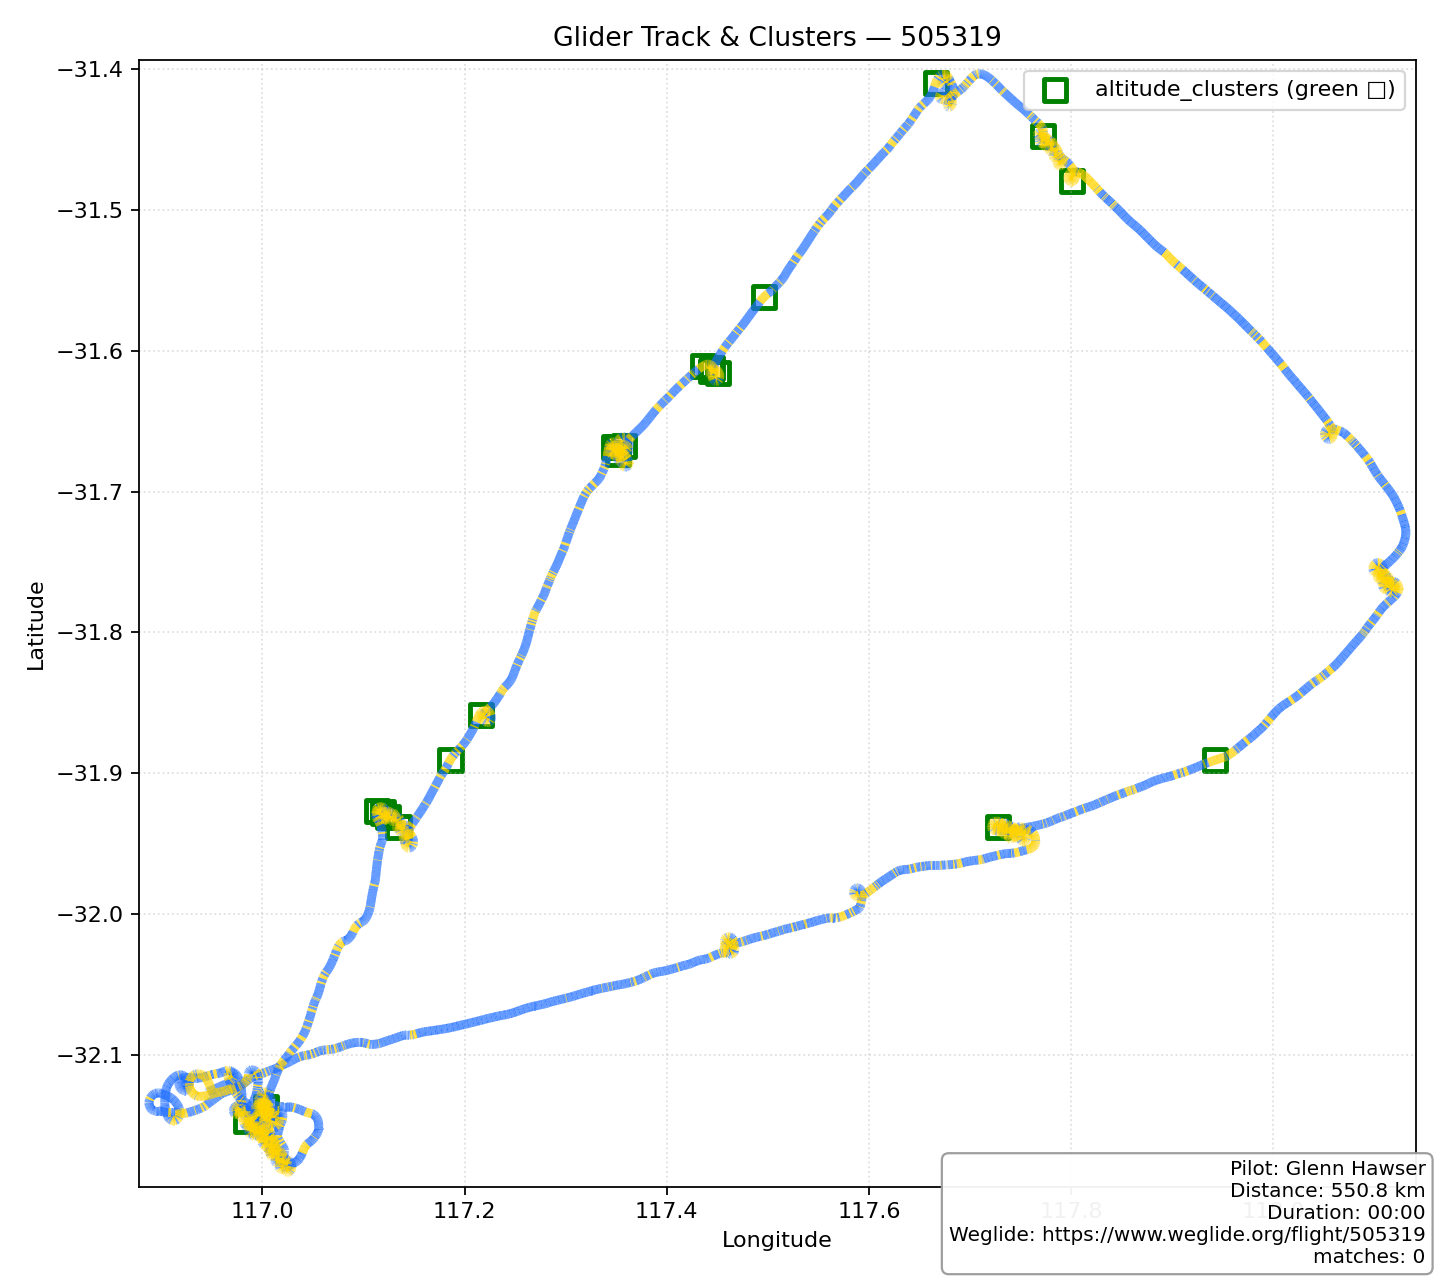 Glider Track & Clusters — 505319
altitude_clusters (green □)
−31.4
−31.5
−31.6
−31.7
−31.8
−31.9
−32.0
−32.1
Latitude
117.0
117.2
117.4
117.6
117.8
Longitude
Pilot: Glenn Hawser
Distance: 550.8 km
Duration: 00:00
Weglide: https://www.weglide.org/flight/505319
matches: 0